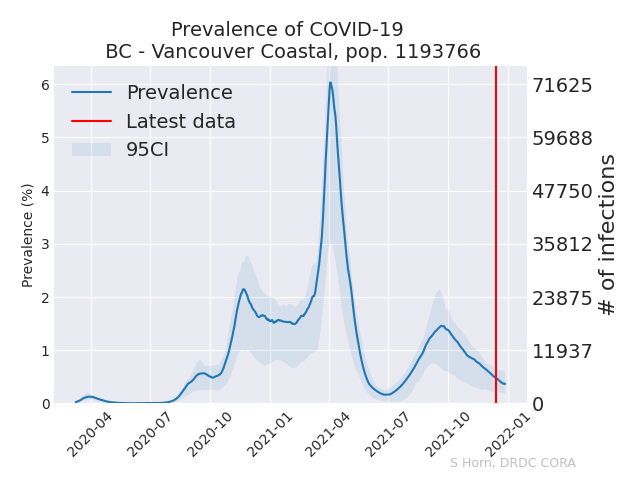 Prevalence of COVID-19
BC - Vancouver Coastal, pop. 1193766
Prevalence
Latest data
95CI
Prevalence (%)
6
5
4
3
2
1
0
71625
59688
47750
35812
23875
11937
0
# of infections
2020-04
2020-07
2020-10
2021-01
2021-04
2021-07
2021-10
2022-01
S Horn, DRDC CORA